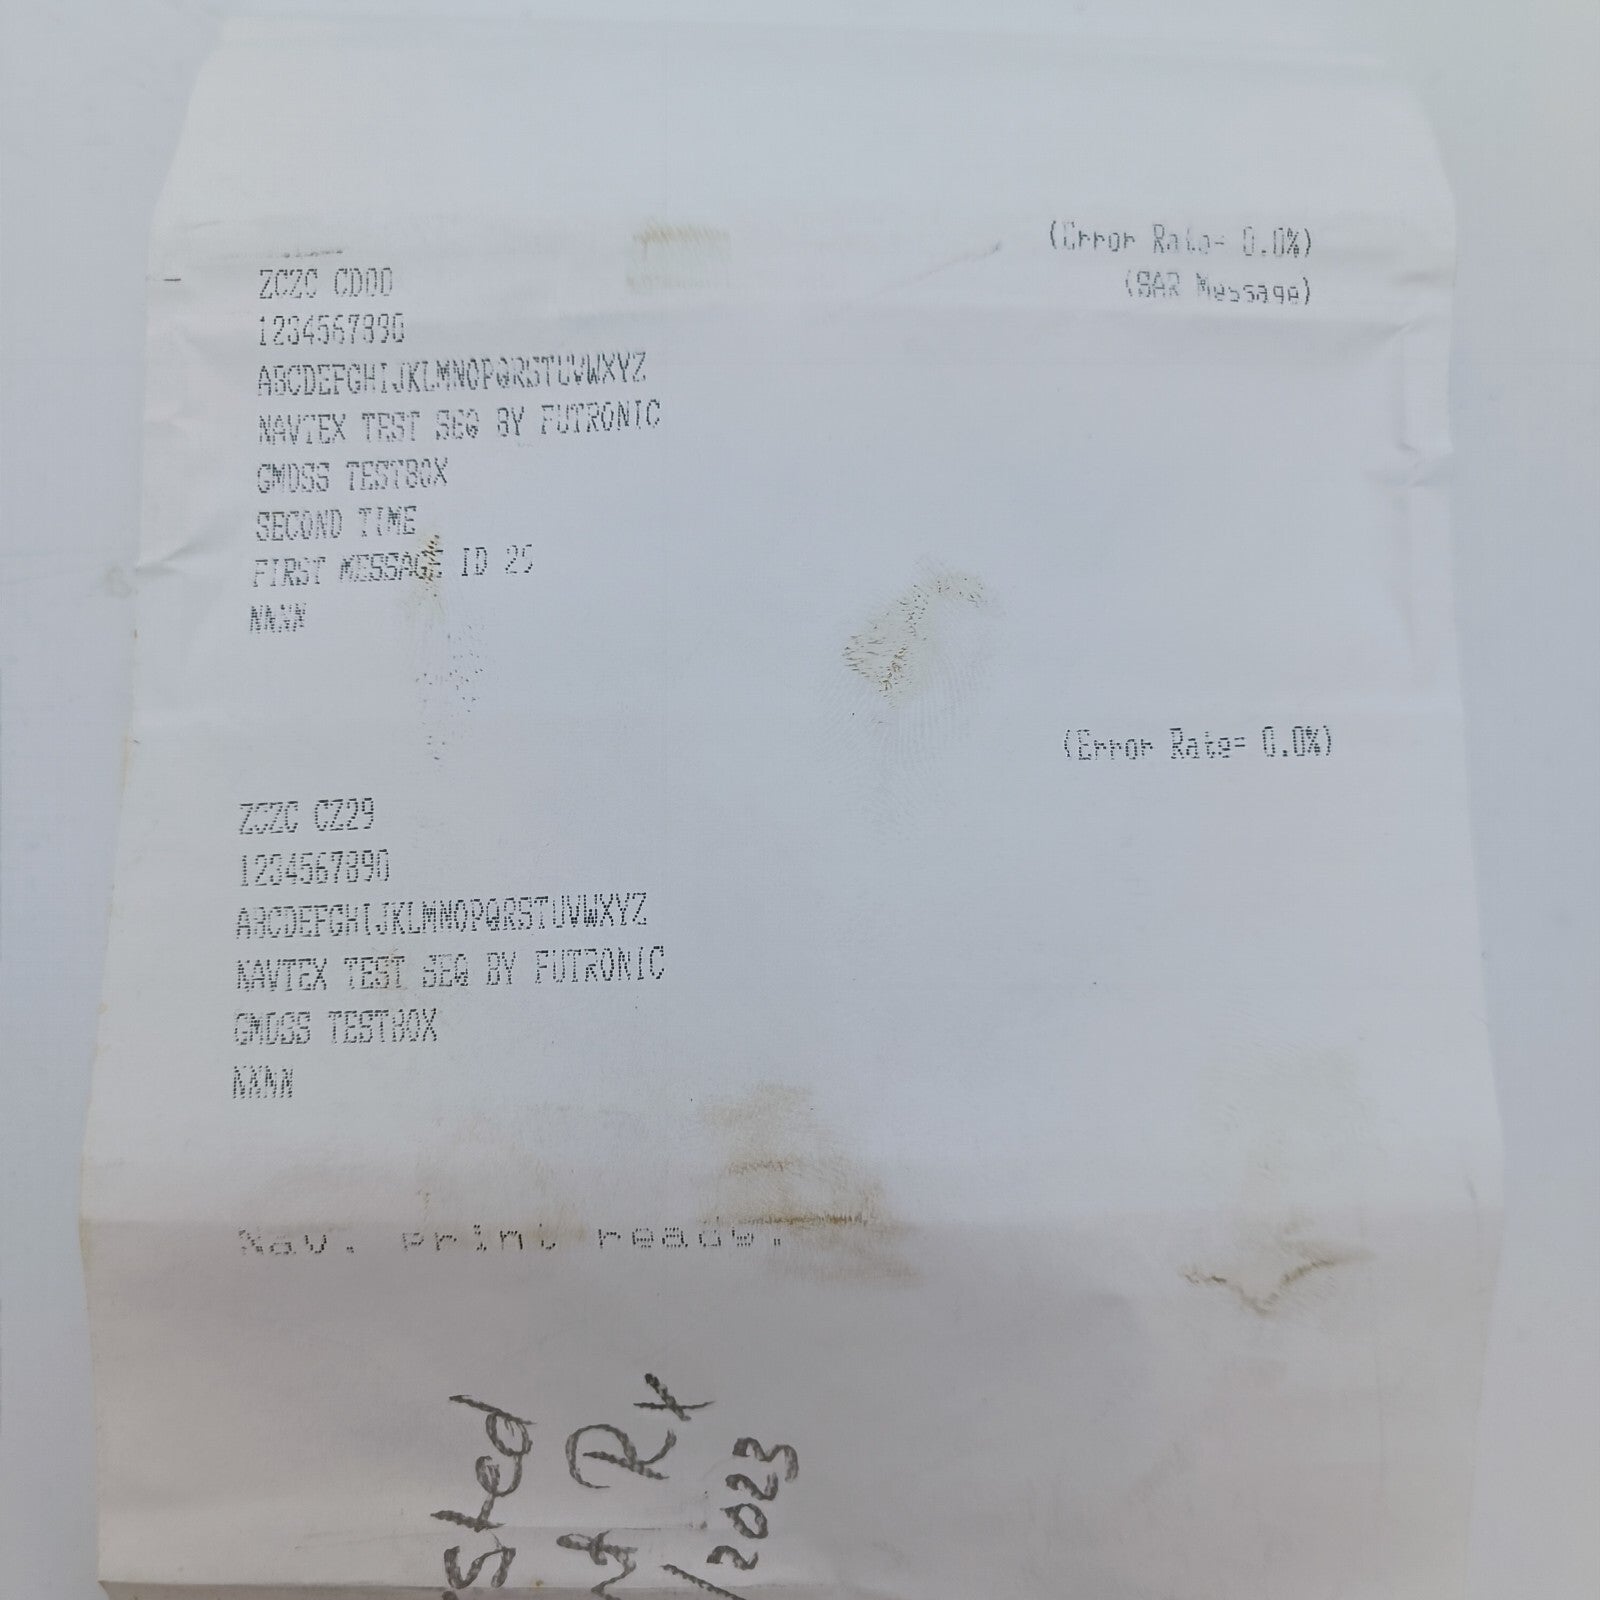 (Error Rate= 0.0%)
ZCZC CD00
(SAR Message)
1234567890
ABCDEFGHIJKLMNOPQRSTUVWXYZ
NAVTEX TEST SEQ BY FUTRONIC
GMDSS TESTBOX
SECOND TIME
FIRST MESSAGE ID 29
NNNN
(Error Rate= 0.0%)
ZCZC CZ29
1234567890
ABCDEFGHIJKLMNOPQRSTUVWXYZ
NAVTEX TEST SEQ BY FUTRONIC
GMDSS TESTBOX
NNNN
Nav. print ready.
Rx
/2023